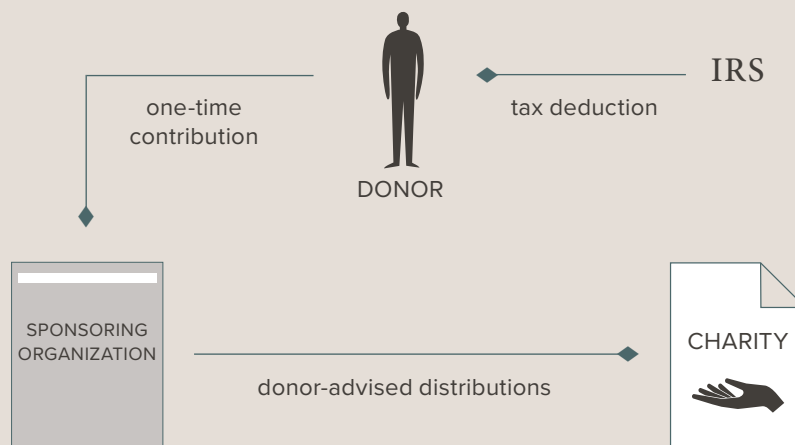 IRS
one-time
contribution
tax deduction
DONOR
SPONSORING
ORGANIZATION
CHARITY
donor-advised distributions